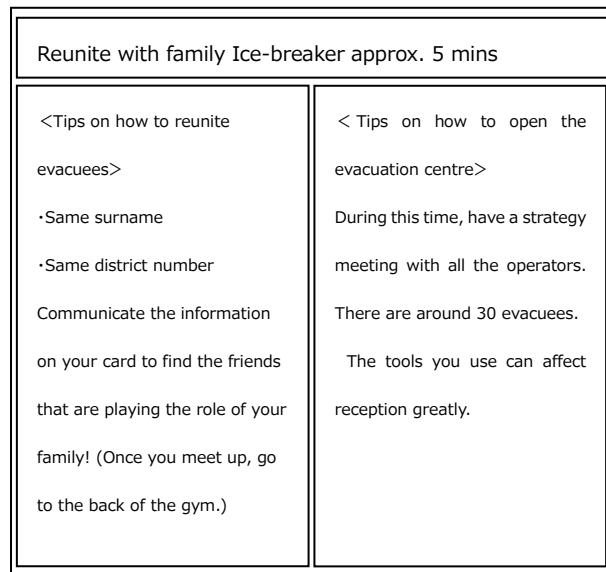 Reunite with family Ice-breaker approx. 5 mins
＜Tips on how to reunite
evacuees＞
・Same surname
・Same district number
Communicate the information
on your card to find the friends
that are playing the role of your
family! (Once you meet up, go
to the back of the gym.)
＜Tips on how to open the
evacuation centre＞
During this time, have a strategy
meeting with all the operators.
There are around 30 evacuees.
The tools you use can affect
reception greatly.